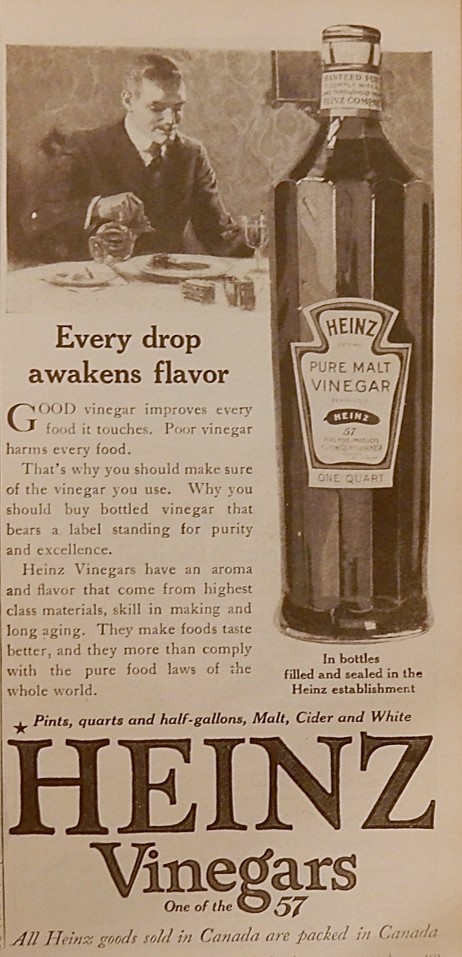 Every drop
awakens flavor
GOOD vinegar improves every
food it touches. Poor vinegar
harms every food.
That's why you should make sure
of the vinegar you use. Why you
should buy bottled vinegar that
bears a label standing for purity
and excellence.
Heinz Vinegars have an aroma
and flavor that come from highest
class materials, skill in making and
long aging. They make foods taste
better, and they more than comply
with the pure food laws of the
whole world.
HEINZ COMP
HEINZ
PURE MALT
VINEGAR
HEINZ
57
ONE QUART
In bottles
filled and sealed in the
Heinz establishment
Pints, quarts and half-gallons, Malt, Cider and White
HEINZ
Vinegars
One of the 57
All Heinz goods sold in Canada are packed in Canada